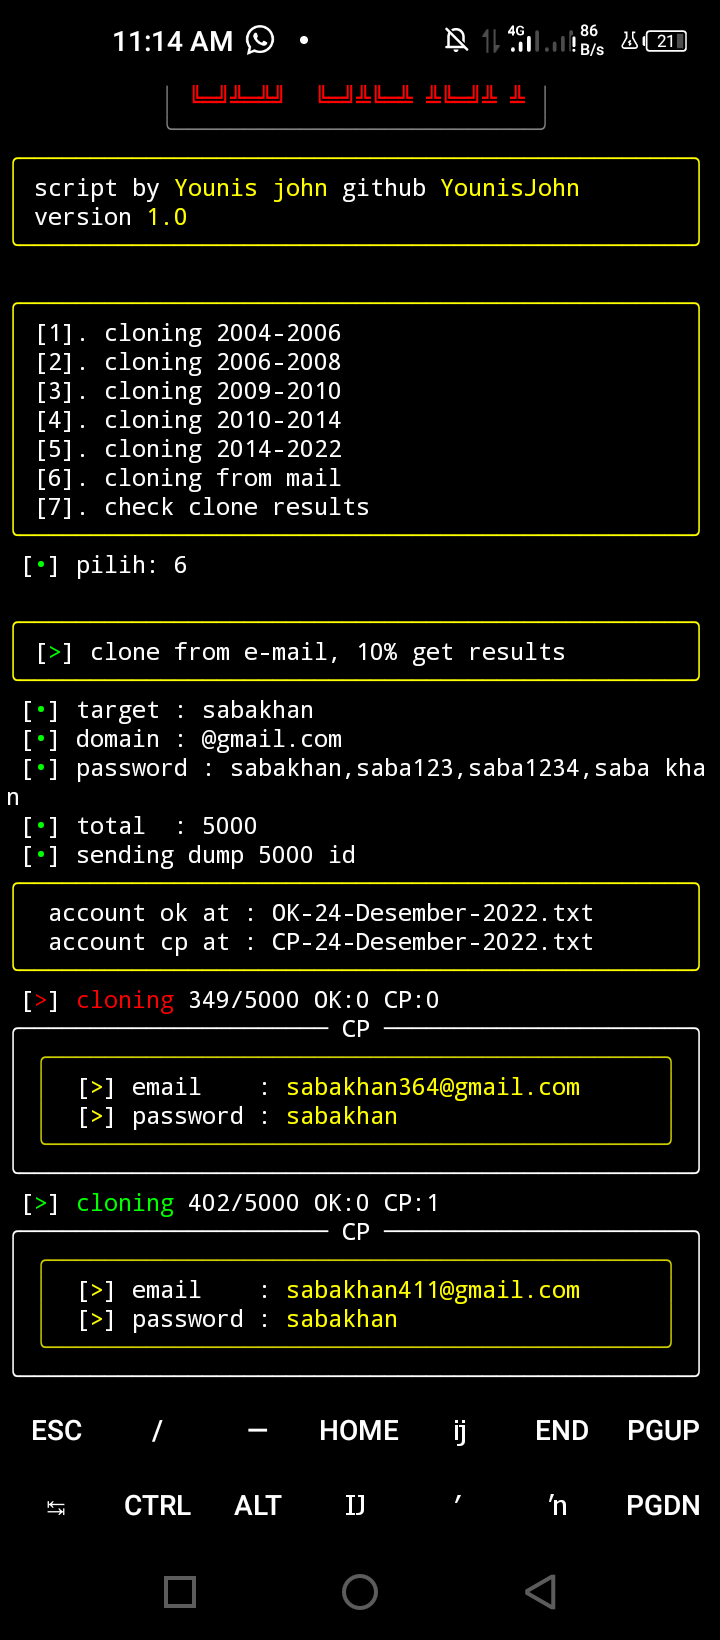 11:14 AM
4G
86
B/s
21
script by Younis john github YounisJohn
version 1.0
[1]. cloning 2004-2006
[2]. cloning 2006-2008
[3]. cloning 2009-2010
[4]. cloning 2010-2014
[5]. cloning 2014-2022
[6]. cloning from mail
[7]. check clone results
[•] pilih: 6
[>] clone from e-mail, 10% get results
[•] target : sabakhan
[•] domain : @gmail.com
[•] password : sabakhan,saba123,saba1234,saba kha
n
[•] total  : 5000
[•] sending dump 5000 id
account ok at : OK-24-Desember-2022.txt
account cp at : CP-24-Desember-2022.txt
[>] cloning 349/5000 OK:0 CP:0
CP
[>] email    : sabakhan364@gmail.com
[>] password : sabakhan
[>] cloning 402/5000 OK:0 CP:1
CP
[>] email    : sabakhan411@gmail.com
[>] password : sabakhan
ESC / — HOME ij END PGUP
↹ CTRL ALT IJ ʹ ŉ PGDN